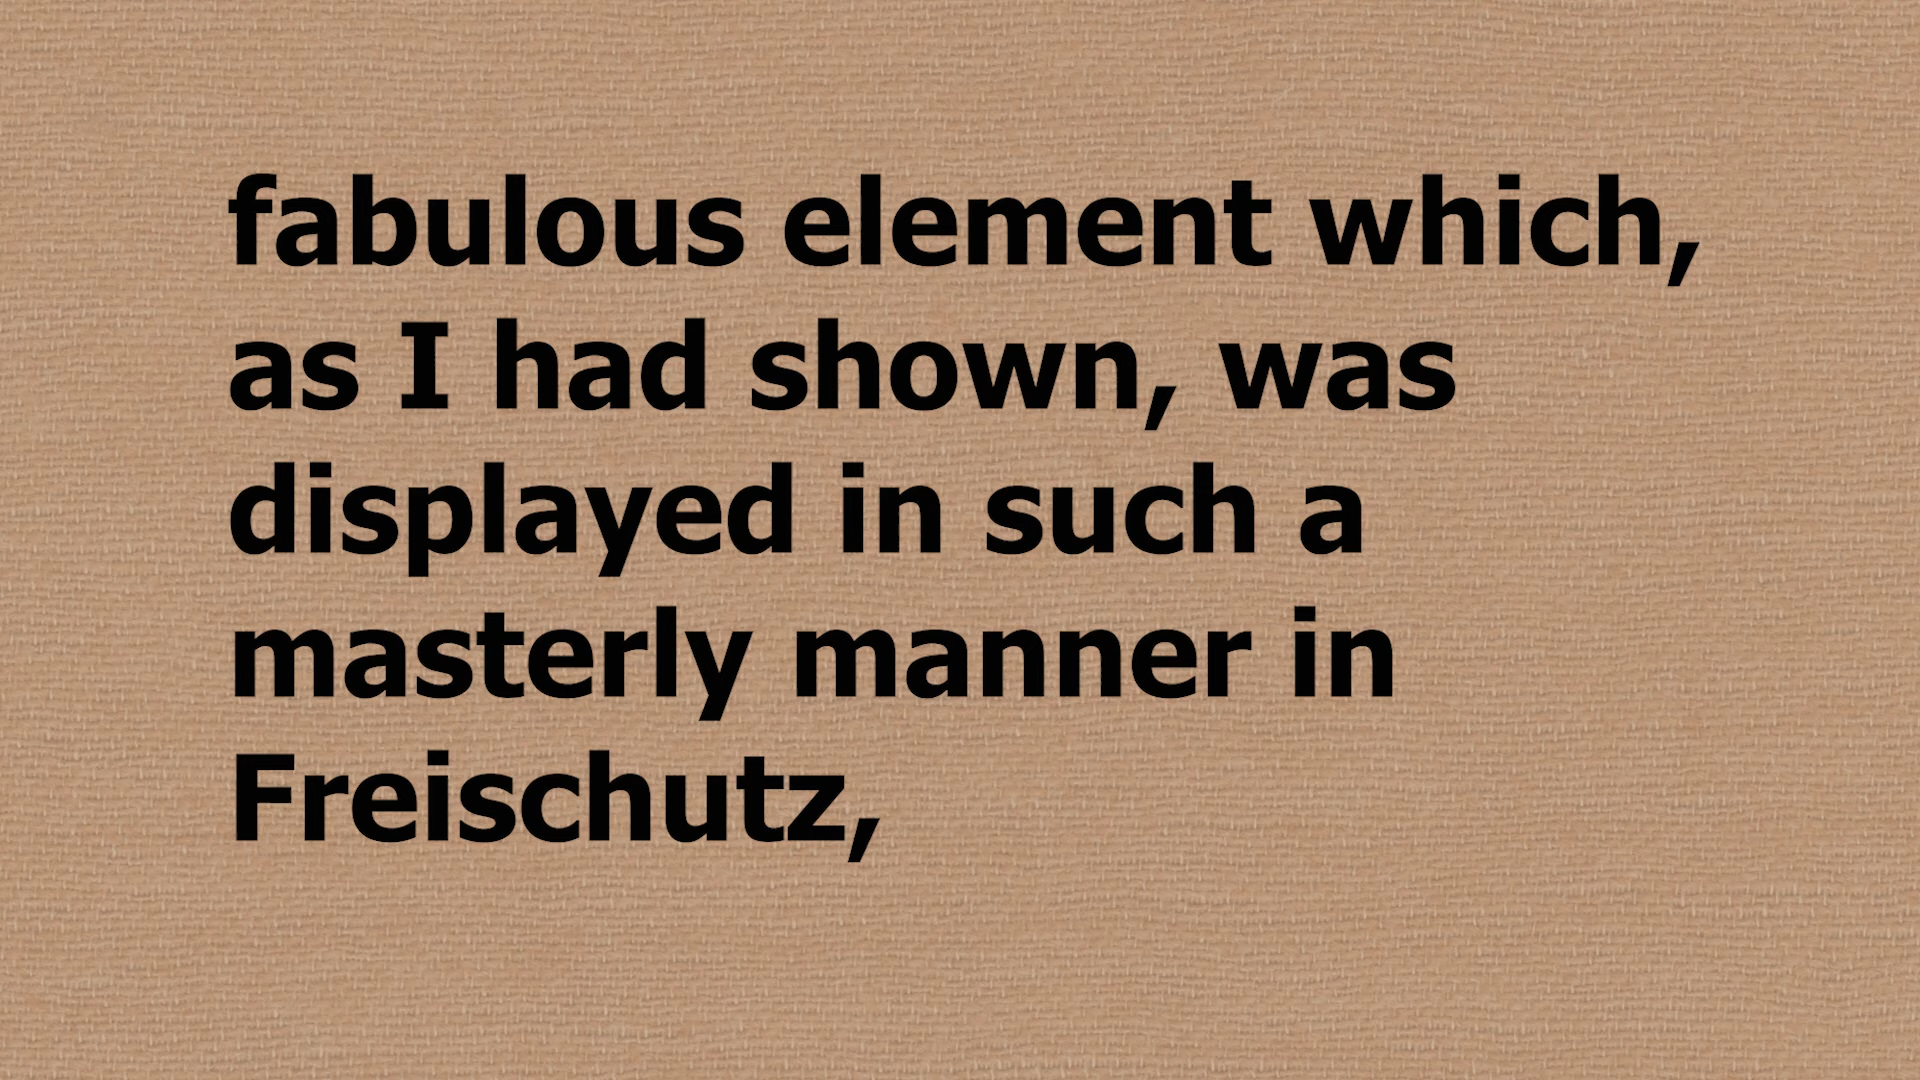 fabulous element which,
as I had shown, was
displayed in such a
masterly manner in
Freischutz,